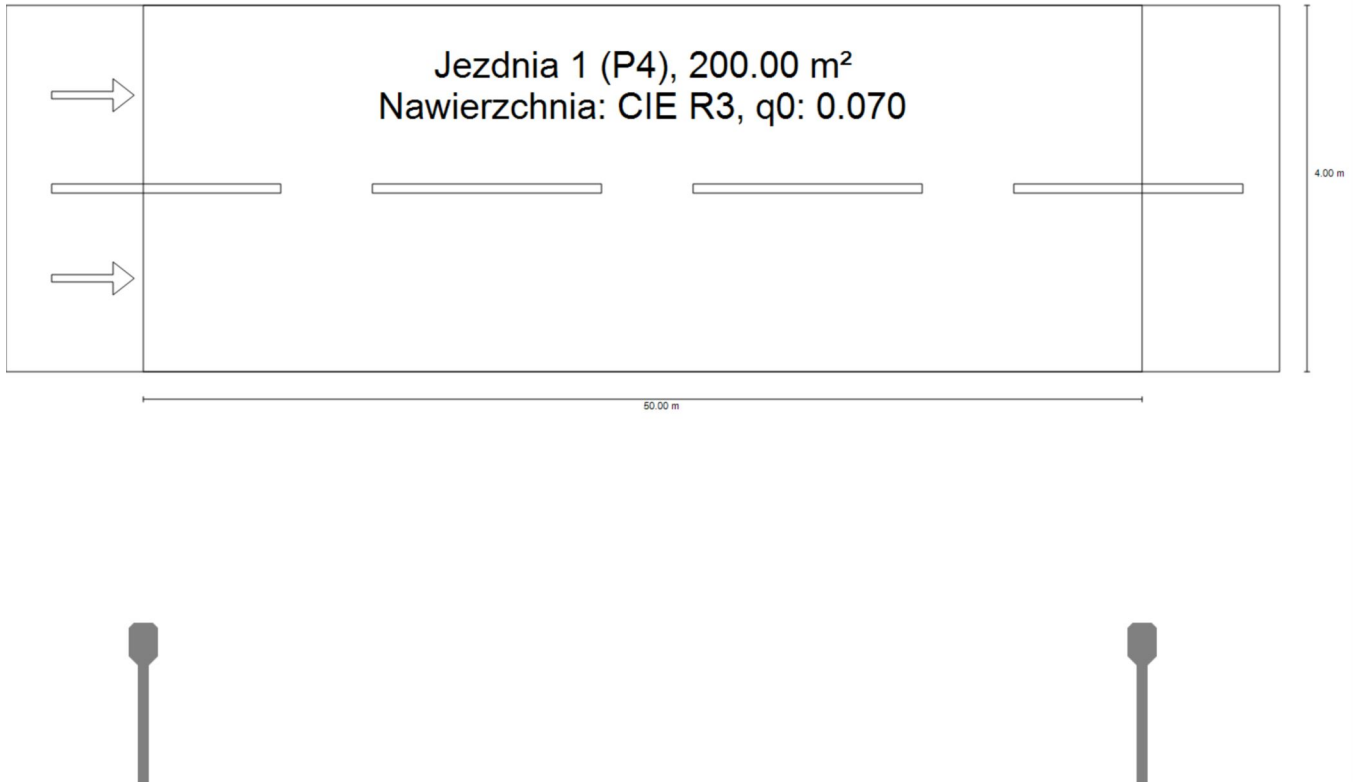 Jezdnia 1 (P4), 200.00 m²
Nawierzchnia: CIE R3, q0: 0.070
4.00 m
50.00 m